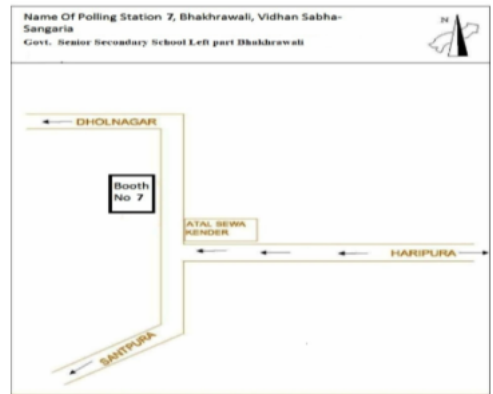 Name Of Polling Station 7, Bhakhrawali, Vidhan Sabha-
Sangaria
Govt. Senior Secondary School Left part Bhakhrawali
N
DHOLNAGAR
Booth
No 7
ATAL SEWA
KENDER
HARIPURA
SANTPURA